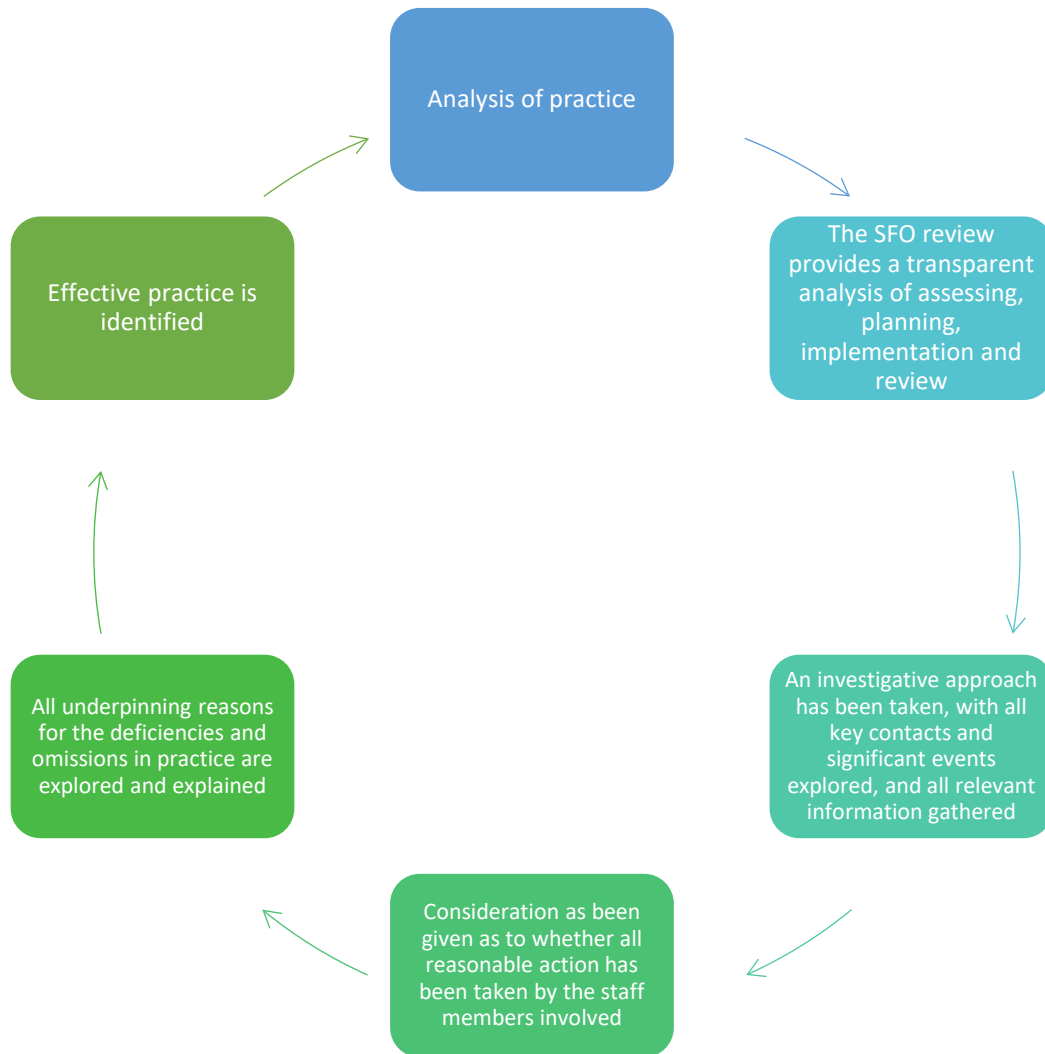 Analysis of practice
The SFO review
provides a transparent
analysis of assessing,
planning,
implementation and
review
An investigative approach
has been taken, with all
key contacts and
significant events
explored, and all relevant
information gathered
Consideration as been
given as to whether all
reasonable action has
been taken by the staff
members involved
All underpinning reasons
for the deficiencies and
omissions in practice are
explored and explained
Effective practice is
identified